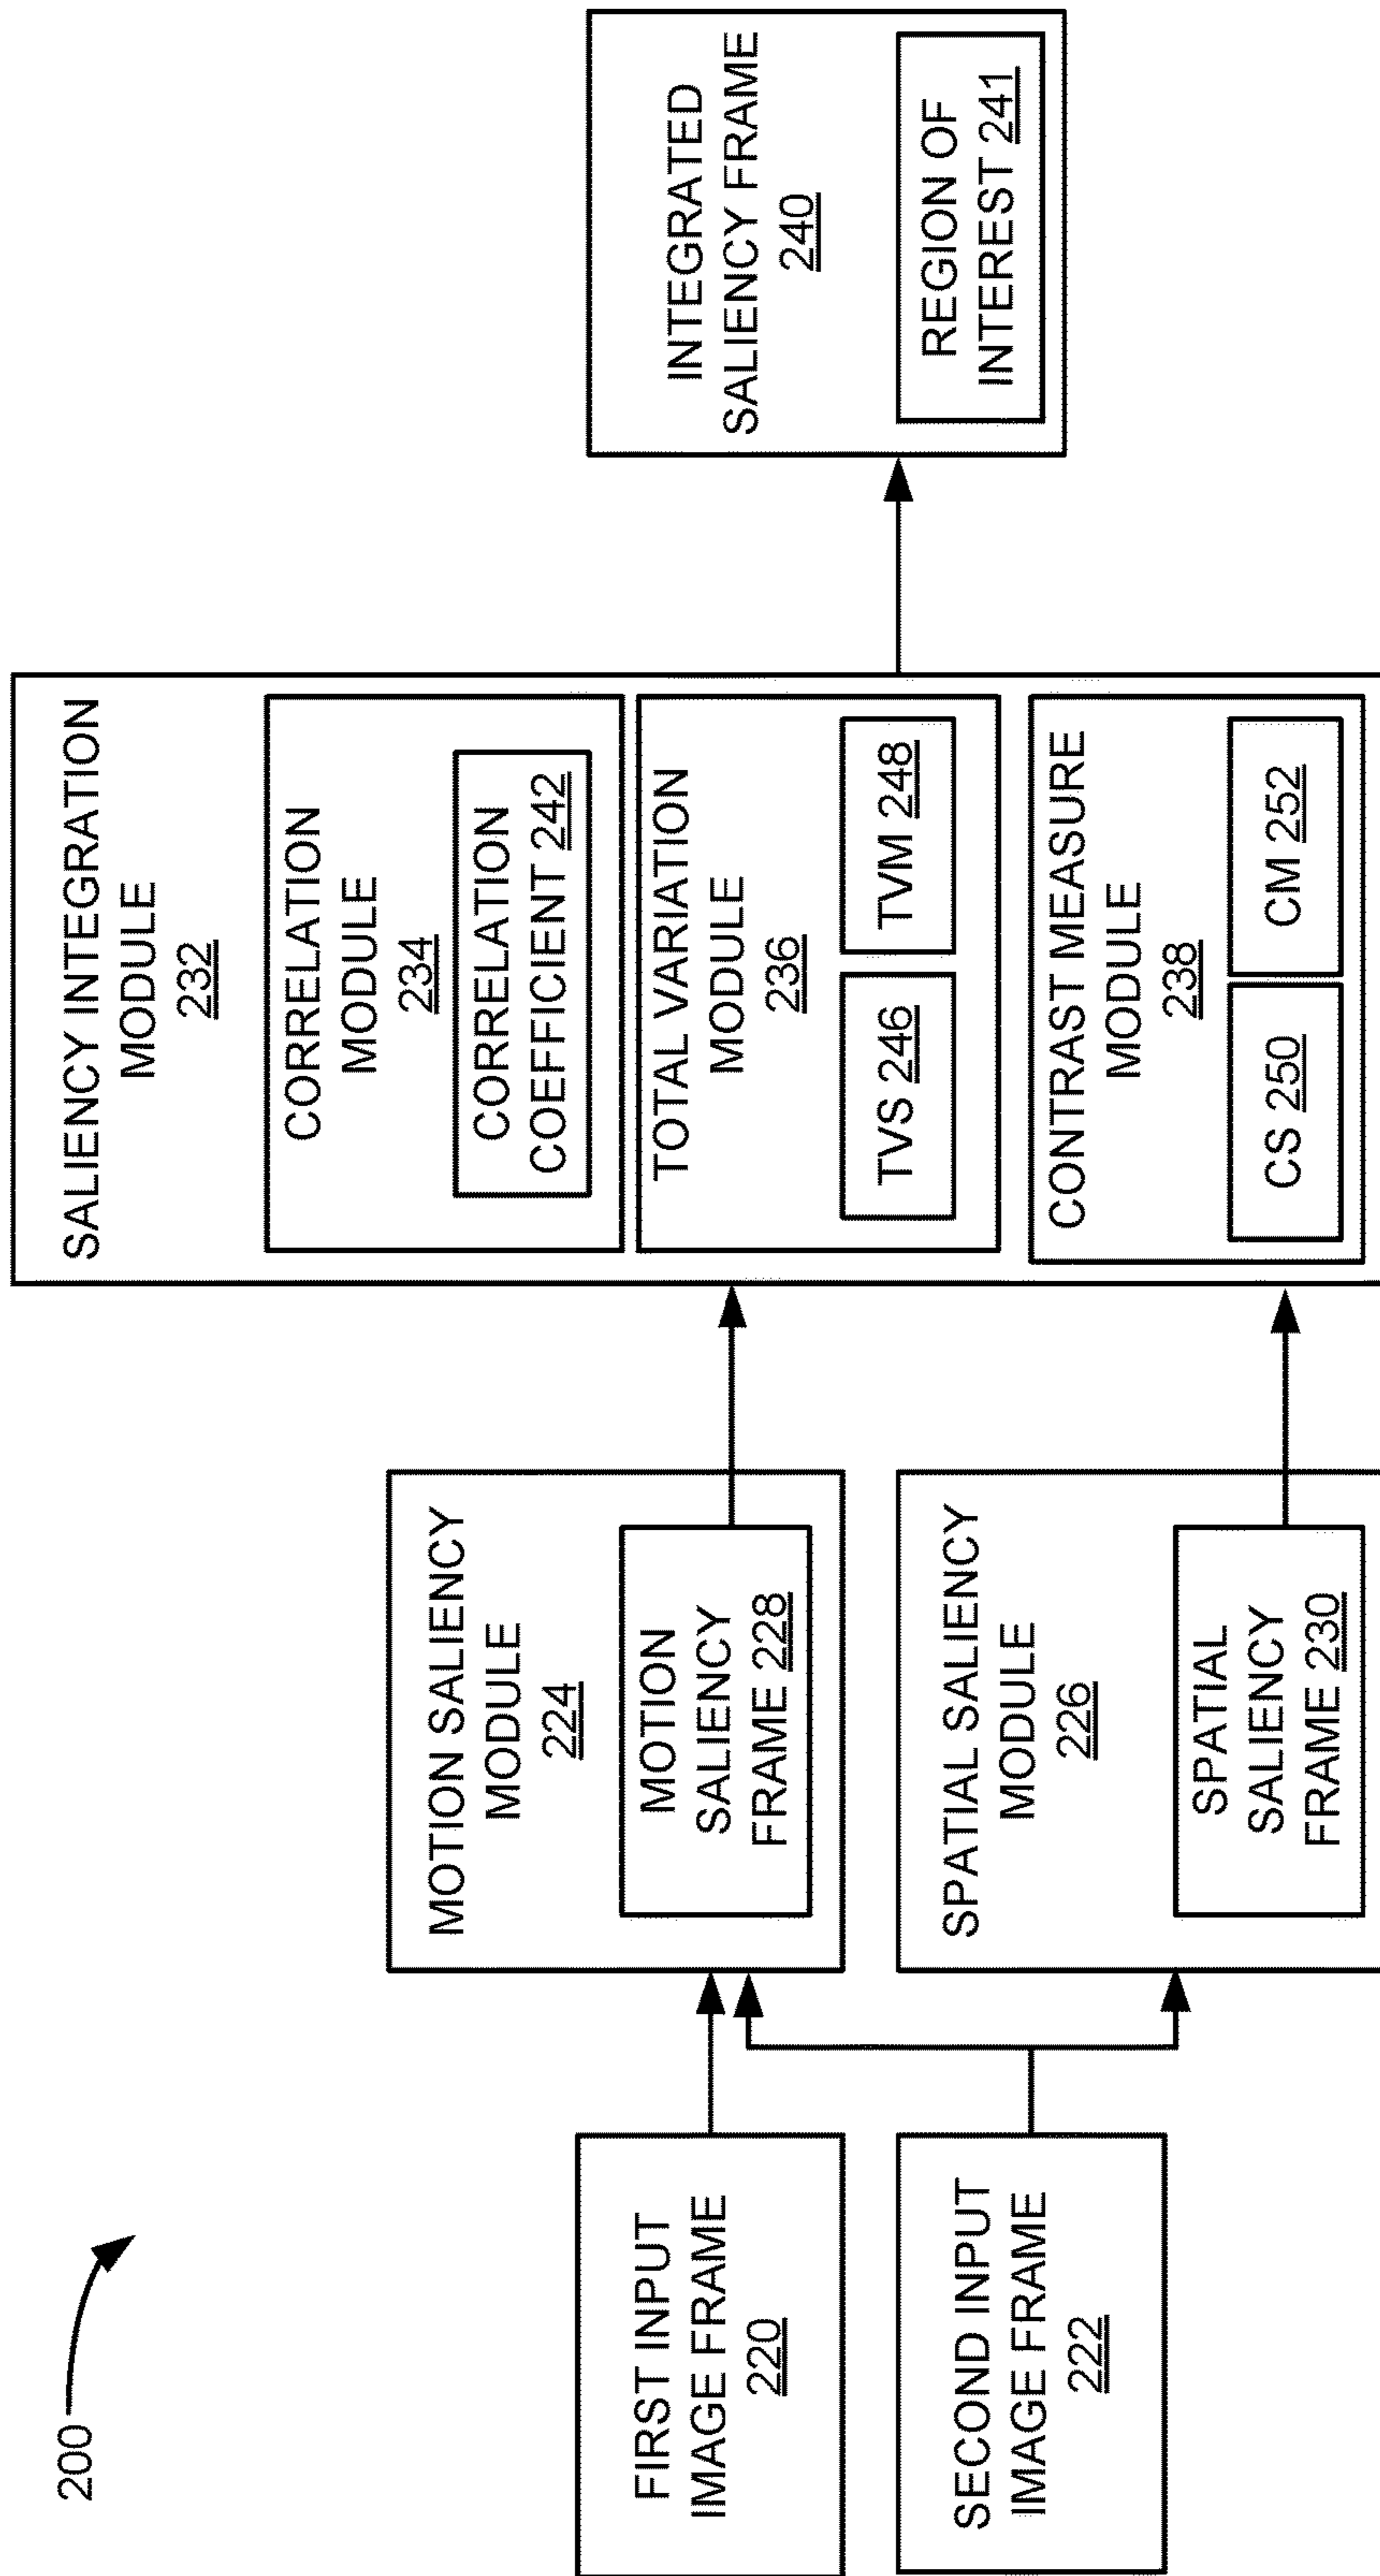 200
FIRST INPUT
IMAGE FRAME
220
SECOND INPUT
IMAGE FRAME
222
MOTION SALIENCY
MODULE
224
MOTION
SALIENCY
FRAME 228
SPATIAL SALIENCY
MODULE
226
SPATIAL
SALIENCY
FRAME 230
SALIENCY INTEGRATION
MODULE
232
CORRELATION
MODULE
234
CORRELATION
COEFFICIENT 242
TOTAL VARIATION
MODULE
236
TVS 246
TVM 248
CONTRAST MEASURE
MODULE
238
CS 250
CM 252
INTEGRATED
SALIENCY FRAME
240
REGION OF
INTEREST 241